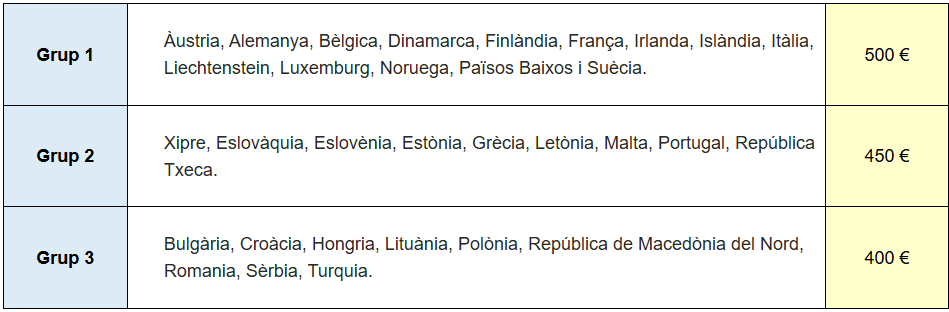 Grup 1
Àustria, Alemanya, Bèlgica, Dinamarca, Finlàndia, França, Irlanda, Islàndia, Itàlia,
Liechtenstein, Luxemburg, Noruega, Països Baixos i Suècia.
500 €
Grup 2
Xipre, Eslovàquia, Eslovènia, Estònia, Grècia, Letònia, Malta, Portugal, República
Txeca.
450 €
Grup 3
Bulgària, Croàcia, Hongria, Lituània, Polònia, República de Macedònia del Nord,
Romania, Sèrbia, Turquia.
400 €